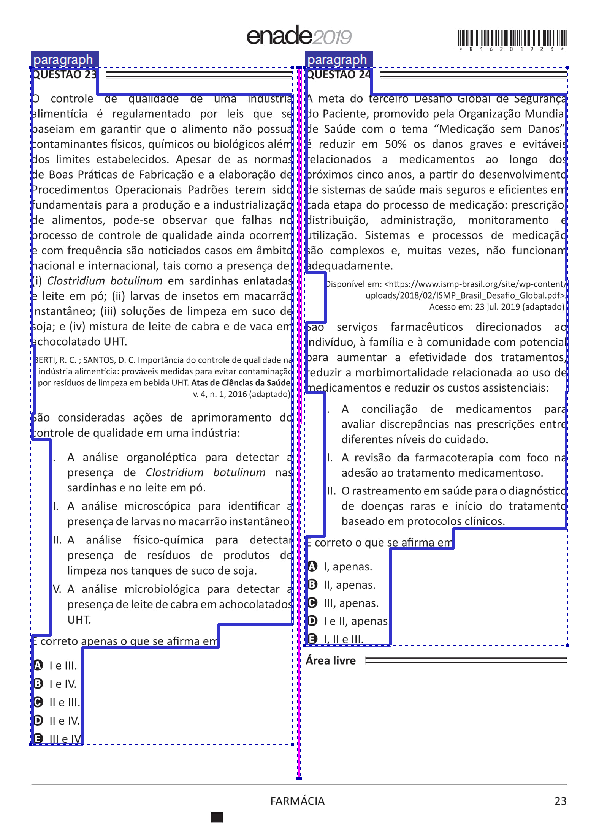 enade2019
paragraph
QUESTÃO 23
O controle de qualidade de uma indústria
alimentícia é regulamentado por leis que se
baseiam em garantir que o alimento não possua
contaminantes físicos, químicos ou biológicos além
dos limites estabelecidos. Apesar de as normas
de Boas Práticas de Fabricação e a elaboração de
Procedimentos Operacionais Padrões terem sido
fundamentais para a produção e a industrialização
de alimentos, pode-se observar que falhas no
processo de controle de qualidade ainda ocorrem
e com frequência são noticiados casos em âmbito
nacional e internacional, tais como a presença de:
(i) Clostridium botulinum em sardinhas enlatadas
e leite em pó; (ii) larvas de insetos em macarrão
instantâneo; (iii) soluções de limpeza em suco de
soja; e (iv) mistura de leite de cabra e de vaca em
achocolatado UHT.
BERTI, R. C. ; SANTOS, D. C. Importância do controle de qualidade na
indústria alimentícia: prováveis medidas para evitar contaminação
por resíduos de limpeza em bebida UHT. Atas de Ciências da Saúde,
v. 4, n. 1, 2016 (adaptado).
São consideradas ações de aprimoramento do
controle de qualidade em uma indústria:
I. A análise organoléptica para detectar a
presença de Clostridium botulinum nas
sardinhas e no leite em pó.
II. A análise microscópica para identificar a
presença de larvas no macarrão instantâneo.
III. A análise físico-química para detectar
presença de resíduos de produtos de
limpeza nos tanques de suco de soja.
IV. A análise microbiológica para detectar a
presença de leite de cabra em achocolatados
UHT.
É correto apenas o que se afirma em
A I e III.
B I e IV.
C II e III.
D II e IV.
E III e IV.
paragraph
QUESTÃO 24
A meta do terceiro Desafio Global de Segurança
do Paciente, promovido pela Organização Mundial
de Saúde com o tema “Medicação sem Danos”
é reduzir em 50% os danos graves e evitáveis
relacionados a medicamentos ao longo dos
próximos cinco anos, a partir do desenvolvimento
de sistemas de saúde mais seguros e eficientes em
cada etapa do processo de medicação: prescrição,
distribuição, administração, monitoramento e
utilização. Sistemas e processos de medicação
são complexos e, muitas vezes, não funcionam
adequadamente.
Disponível em: <https://www.ismp-brasil.org/site/wp-content/
uploads/2018/02/ISMP_Brasil_Desafio_Global.pdf>.
Acesso em: 23 jul. 2019 (adaptado).
São serviços farmacêuticos direcionados ao
indivíduo, à família e à comunidade com potencial
para aumentar a efetividade dos tratamentos,
reduzir a morbimortalidade relacionada ao uso de
medicamentos e reduzir os custos assistenciais:
I. A conciliação de medicamentos para
avaliar discrepâncias nas prescrições entre
diferentes níveis do cuidado.
II. A revisão da farmacoterapia com foco na
adesão ao tratamento medicamentoso.
III. O rastreamento em saúde para o diagnóstico
de doenças raras e início do tratamento
baseado em protocolos clínicos.
É correto o que se afirma em
A I, apenas.
B II, apenas.
C III, apenas.
D I e II, apenas.
E I, II e III.
Área livre
FARMÁCIA
23